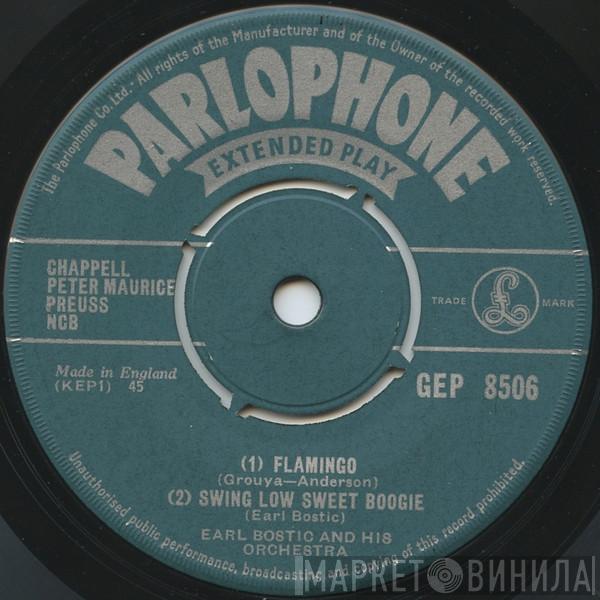 The Parlophone Co. Ltd. - All rights of the Manufacturer and of the Owner of the recorded work reserved.
PARLOPHONE
EXTENDED PLAY
CHAPPELL
PETER MAURICE
PREUSS
NCB
TRADE £ MARK
Made in England
(KEP1) 45
GEP 8506
(1) FLAMINGO
(Grouya—Anderson)
(2) SWING LOW SWEET BOOGIE
(Earl Bostic)
EARL BOSTIC AND HIS
ORCHESTRA
Unauthorised public performance, broadcasting and copying of this record prohibited.
МАРКЕТ ВИНИЛА